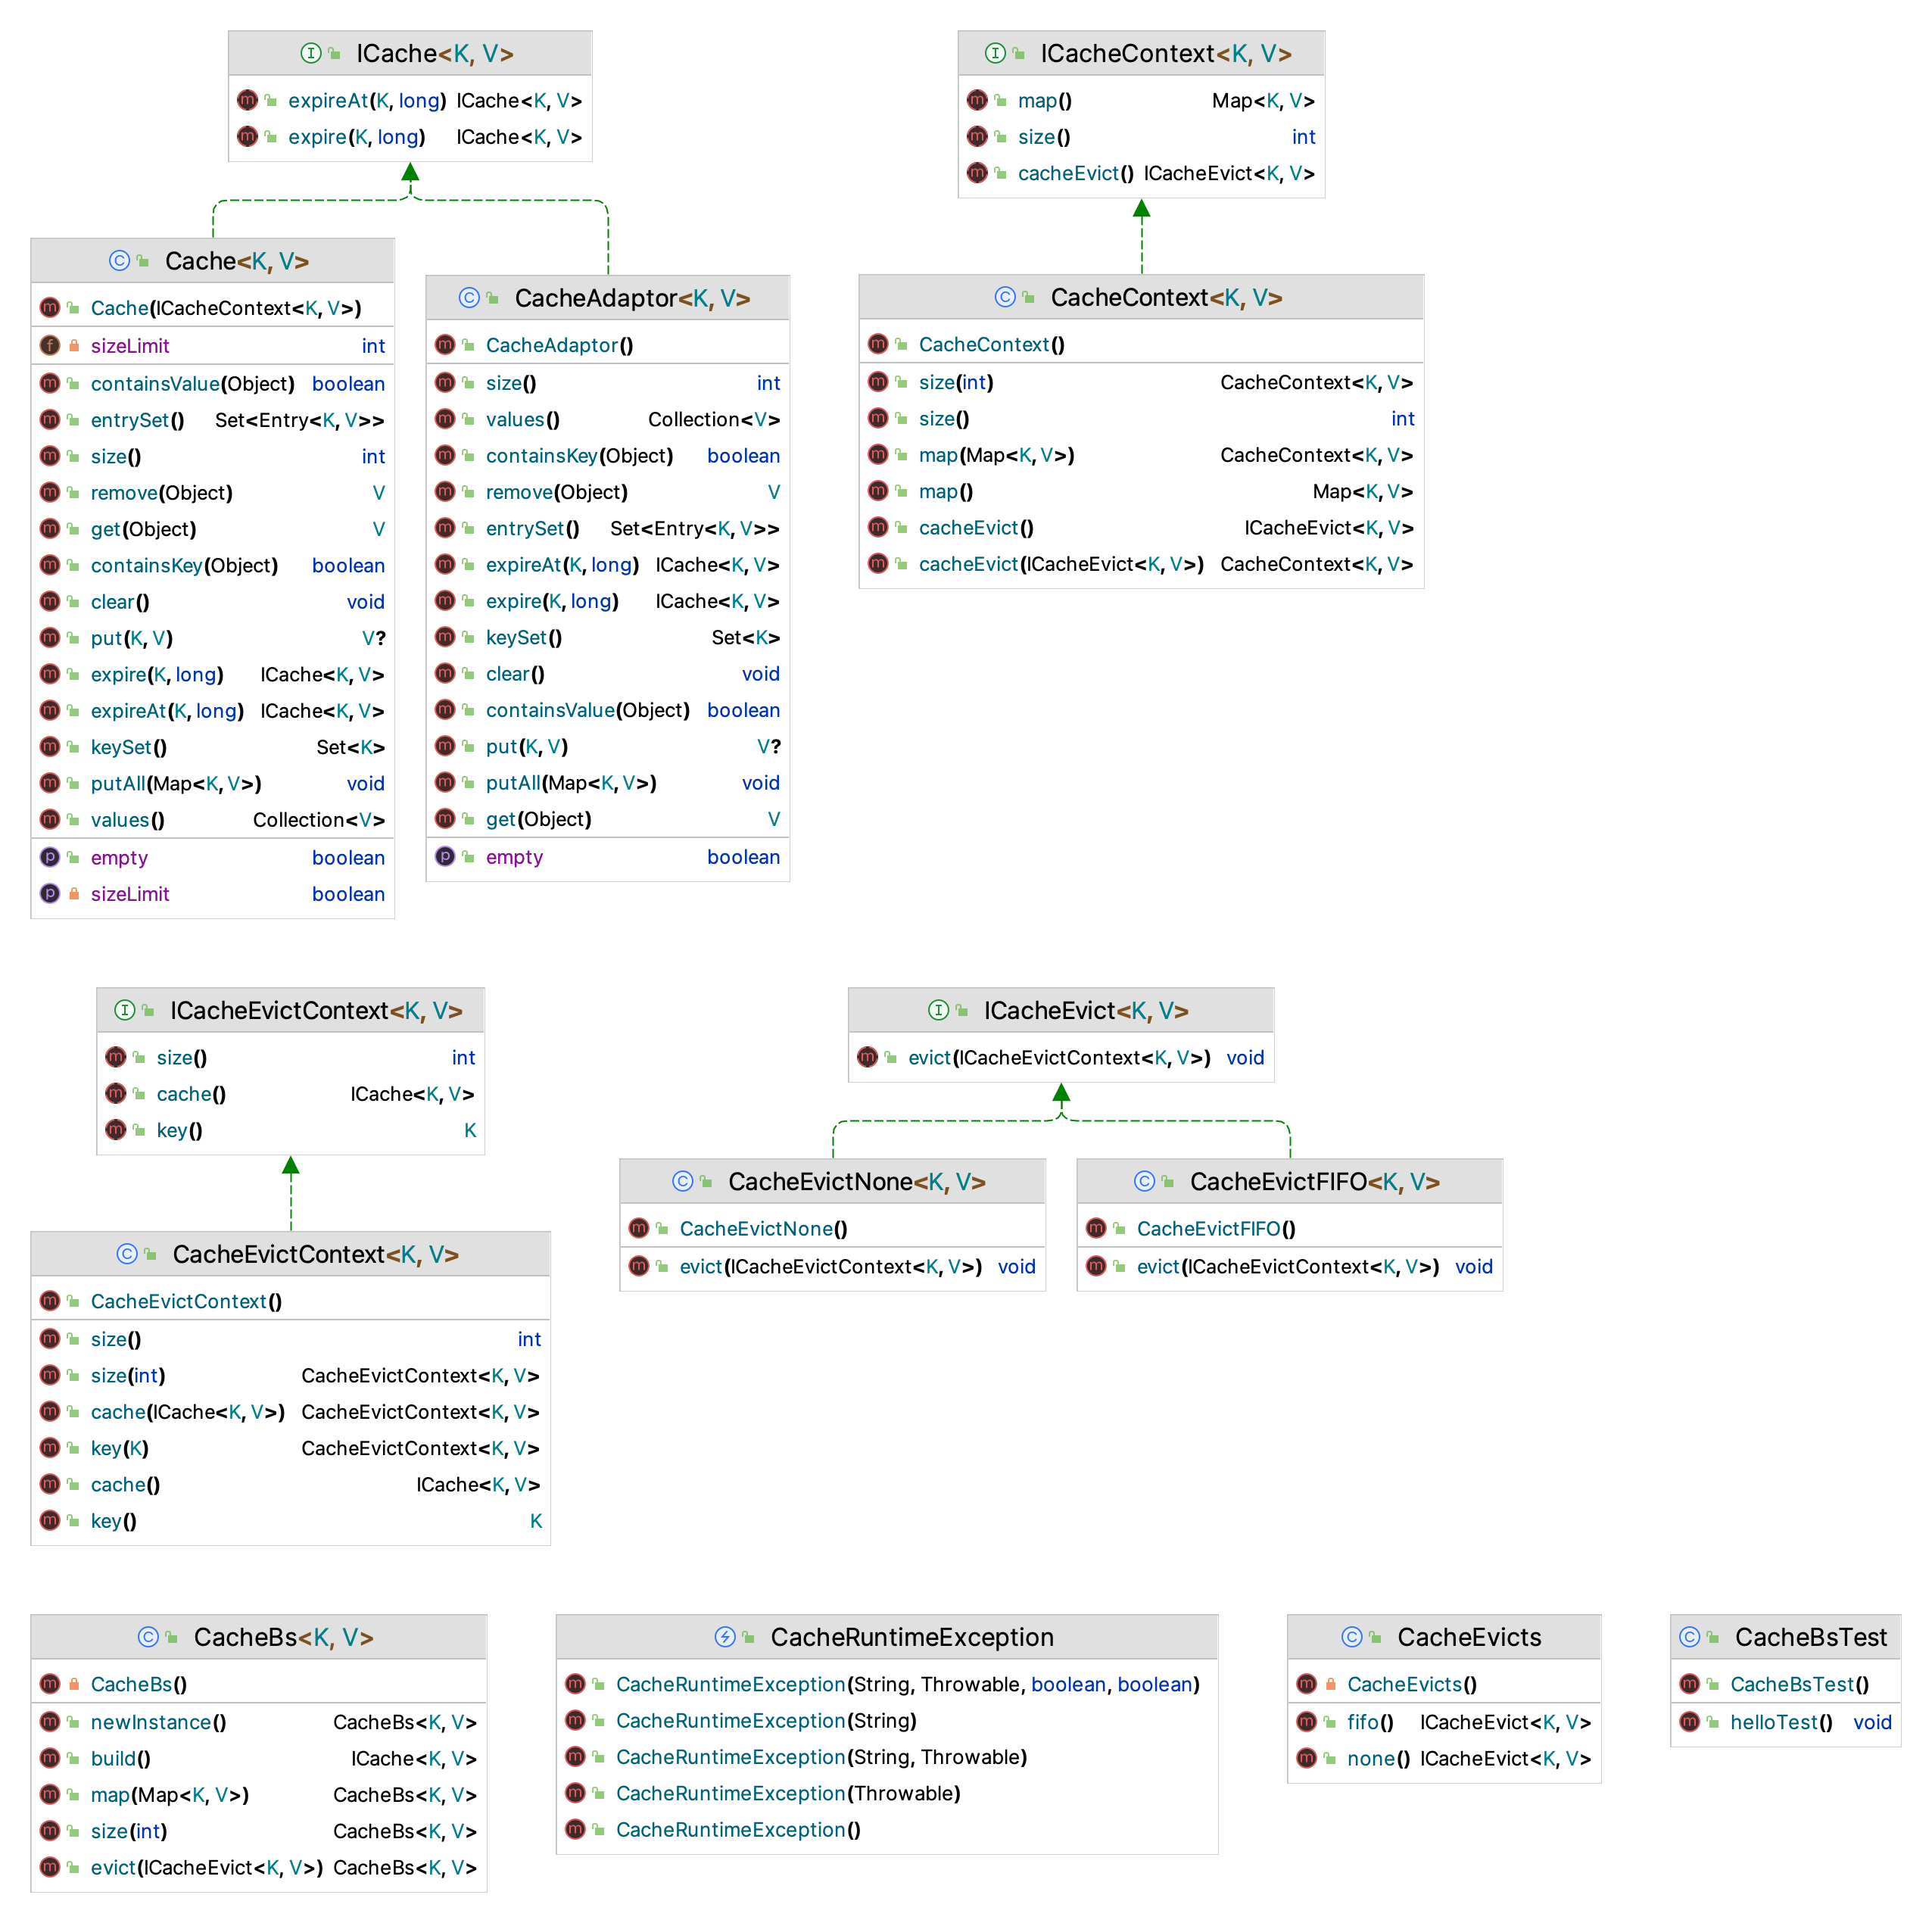 ICache<K, V>
expireAt(K, long) ICache<K, V>
expire(K, long) ICache<K, V>
ICacheContext<K, V>
map() Map<K, V>
size() int
cacheEvict() ICacheEvict<K, V>
Cache<K, V>
Cache(ICacheContext<K, V>)
sizeLimit int
containsValue(Object) boolean
entrySet() Set<Entry<K, V>>
size() int
remove(Object) V
get(Object) V
containsKey(Object) boolean
clear() void
put(K, V) V?
expire(K, long) ICache<K, V>
expireAt(K, long) ICache<K, V>
keySet() Set<K>
putAll(Map<K, V>) void
values() Collection<V>
empty boolean
sizeLimit boolean
CacheAdaptor<K, V>
CacheAdaptor()
size() int
values() Collection<V>
containsKey(Object) boolean
remove(Object) V
entrySet() Set<Entry<K, V>>
expireAt(K, long) ICache<K, V>
expire(K, long) ICache<K, V>
keySet() Set<K>
clear() void
containsValue(Object) boolean
put(K, V) V?
putAll(Map<K, V>) void
get(Object) V
empty boolean
CacheContext<K, V>
CacheContext()
size(int) CacheContext<K, V>
size() int
map(Map<K, V>) CacheContext<K, V>
map() Map<K, V>
cacheEvict() ICacheEvict<K, V>
cacheEvict(ICacheEvict<K, V>) CacheContext<K, V>
ICacheEvictContext<K, V>
size() int
cache() ICache<K, V>
key() K
ICacheEvict<K, V>
evict(ICacheEvictContext<K, V>) void
CacheEvictNone<K, V>
CacheEvictNone()
evict(ICacheEvictContext<K, V>) void
CacheEvictFIFO<K, V>
CacheEvictFIFO()
evict(ICacheEvictContext<K, V>) void
CacheEvictContext<K, V>
CacheEvictContext()
size() int
size(int) CacheEvictContext<K, V>
cache(ICache<K, V>) CacheEvictContext<K, V>
key(K) CacheEvictContext<K, V>
cache() ICache<K, V>
key() K
CacheBs<K, V>
CacheBs()
newInstance() CacheBs<K, V>
build() ICache<K, V>
map(Map<K, V>) CacheBs<K, V>
size(int) CacheBs<K, V>
evict(ICacheEvict<K, V>) CacheBs<K, V>
CacheRuntimeException
CacheRuntimeException(String, Throwable, boolean, boolean)
CacheRuntimeException(String)
CacheRuntimeException(String, Throwable)
CacheRuntimeException(Throwable)
CacheRuntimeException()
CacheEvicts
CacheEvicts()
fifo() ICacheEvict<K, V>
none() ICacheEvict<K, V>
CacheBsTest
CacheBsTest()
helloTest() void